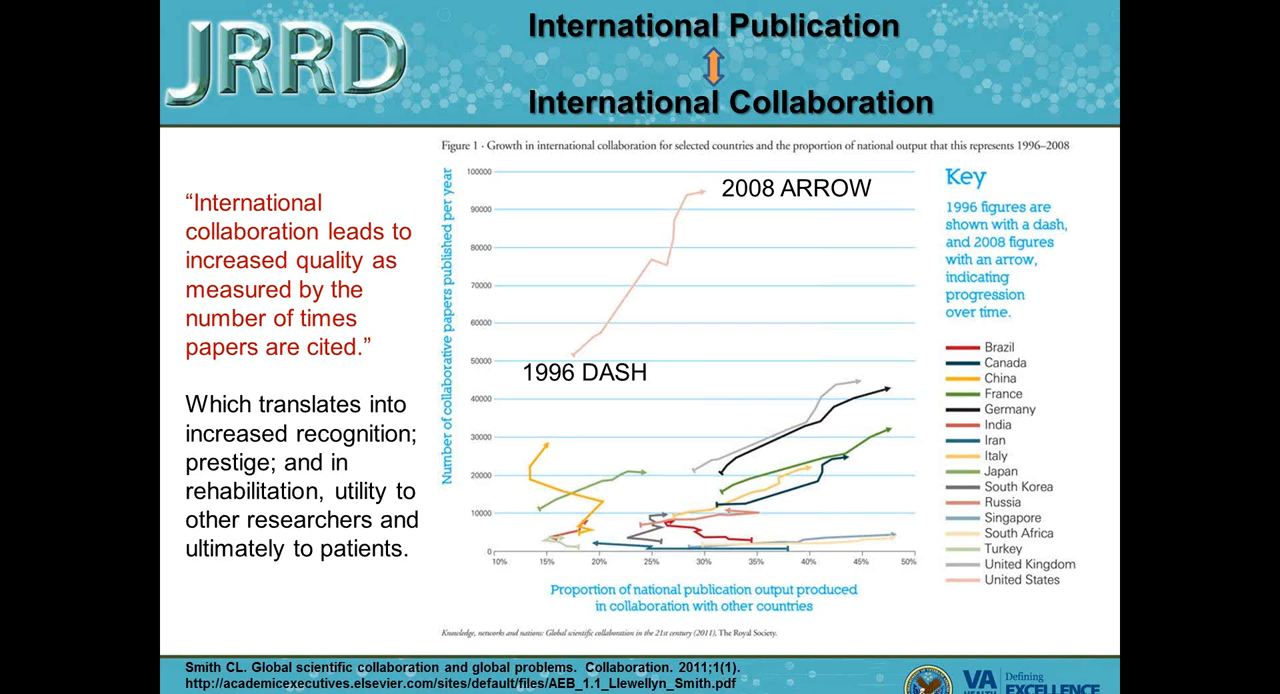 JRRD
International Publication
International Collaboration
Figure 1 · Growth in international collaboration for selected countries and the proportion of national output that this represents 1996–2008
“International
collaboration leads to
increased quality as
measured by the
number of times
papers are cited.”
Which translates into
increased recognition;
prestige; and in
rehabilitation, utility to
other researchers and
ultimately to patients.
Number of collaborative papers published per year
100000
90000
80000
70000
60000
50000
40000
30000
20000
10000
0
2008 ARROW
1996 DASH
10%
15%
20%
25%
30%
35%
40%
45%
50%
Proportion of national publication output produced
in collaboration with other countries
Key
1996 figures are
shown with a dash,
and 2008 figures
with an arrow,
indicating
progression
over time.
Brazil
Canada
China
France
Germany
India
Iran
Italy
Japan
South Korea
Russia
Singapore
South Africa
Turkey
United Kingdom
United States
Knowledge, networks and nations: Global scientific collaboration in the 21st century (2011), The Royal Society.
Smith CL. Global scientific collaboration and global problems. Collaboration. 2011;1(1).
http://academicexecutives.elsevier.com/sites/default/files/AEB_1.1_Llewellyn_Smith.pdf
VA
HEALTH
Defining
EXCELLENCE